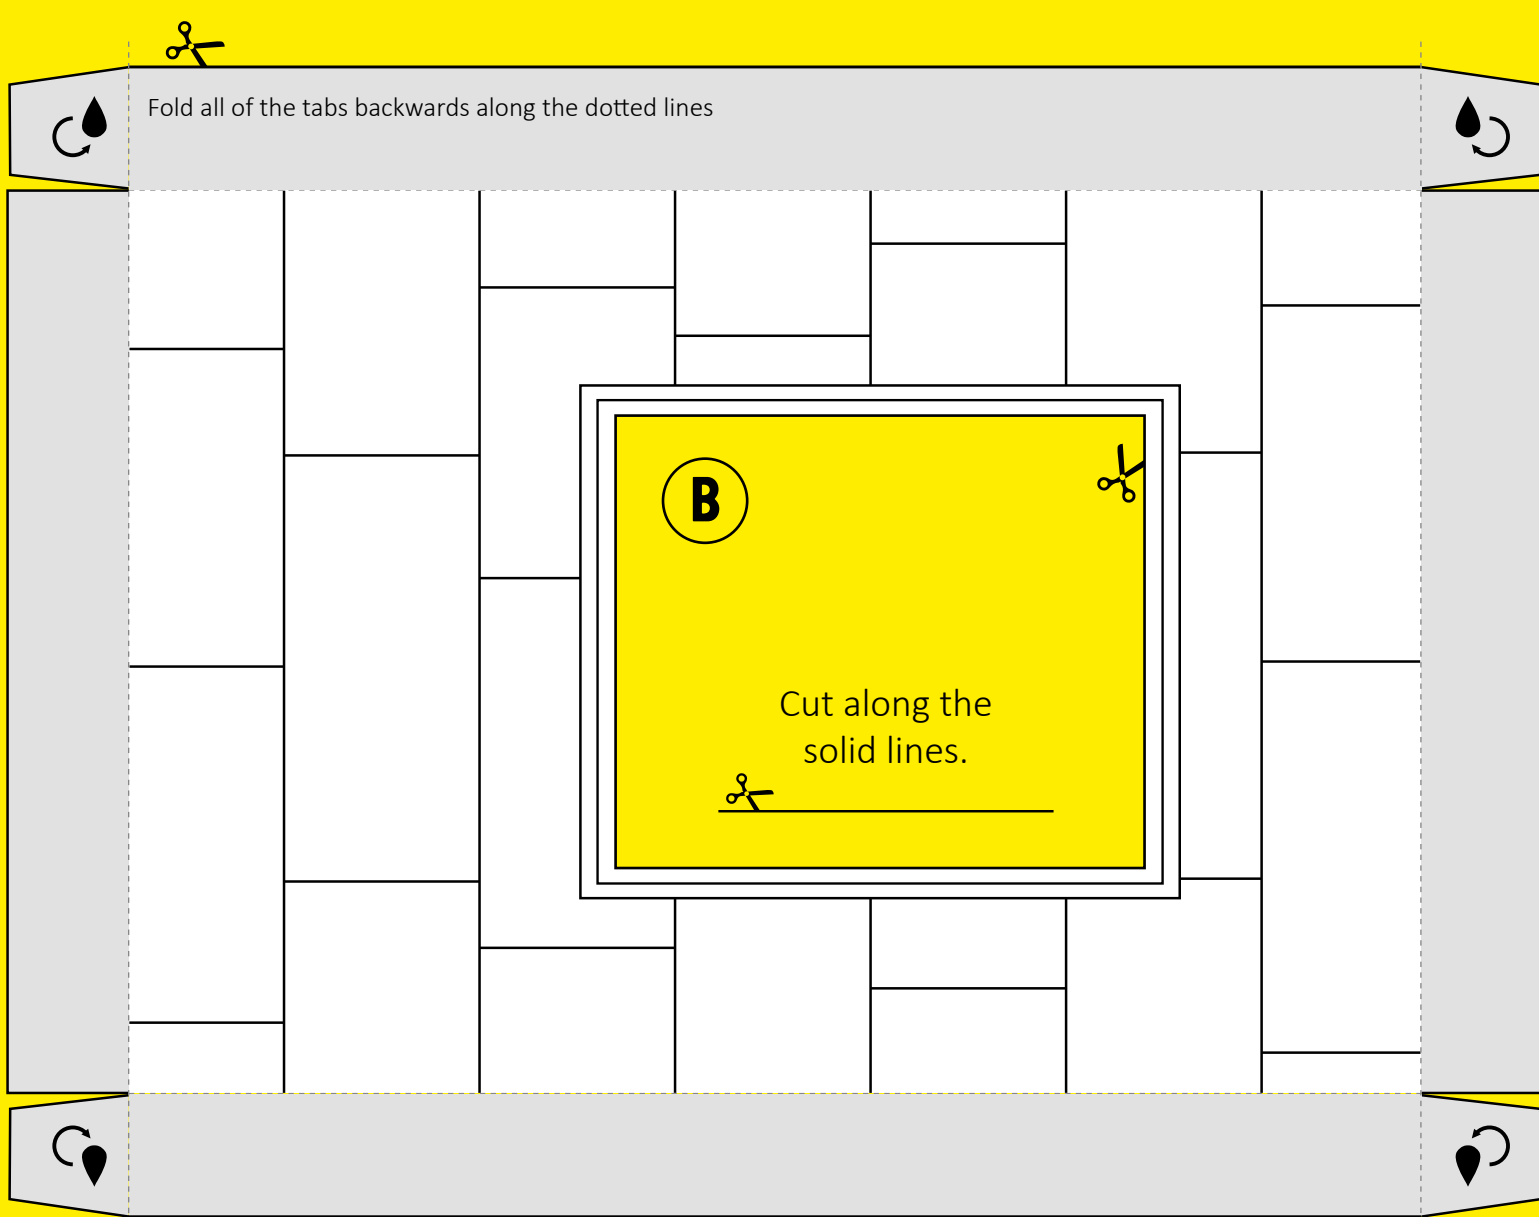 Fold all of the tabs backwards along the dotted lines
B
Cut along the
solid lines.